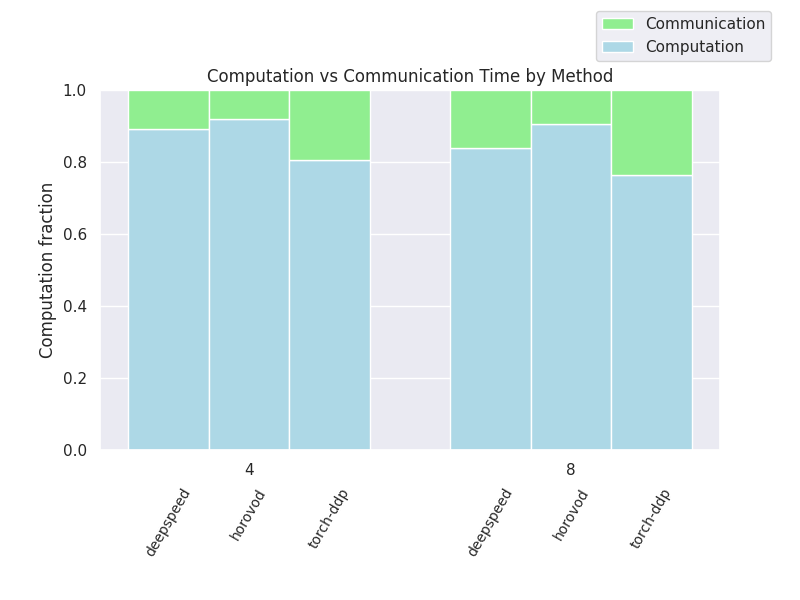 Communication
Computation
Computation vs Communication Time by Method
Computation fraction
1.0
0.8
0.6
0.4
0.2
0.0
4
8
deepspeed
horovod
torch-ddp
deepspeed
horovod
torch-ddp